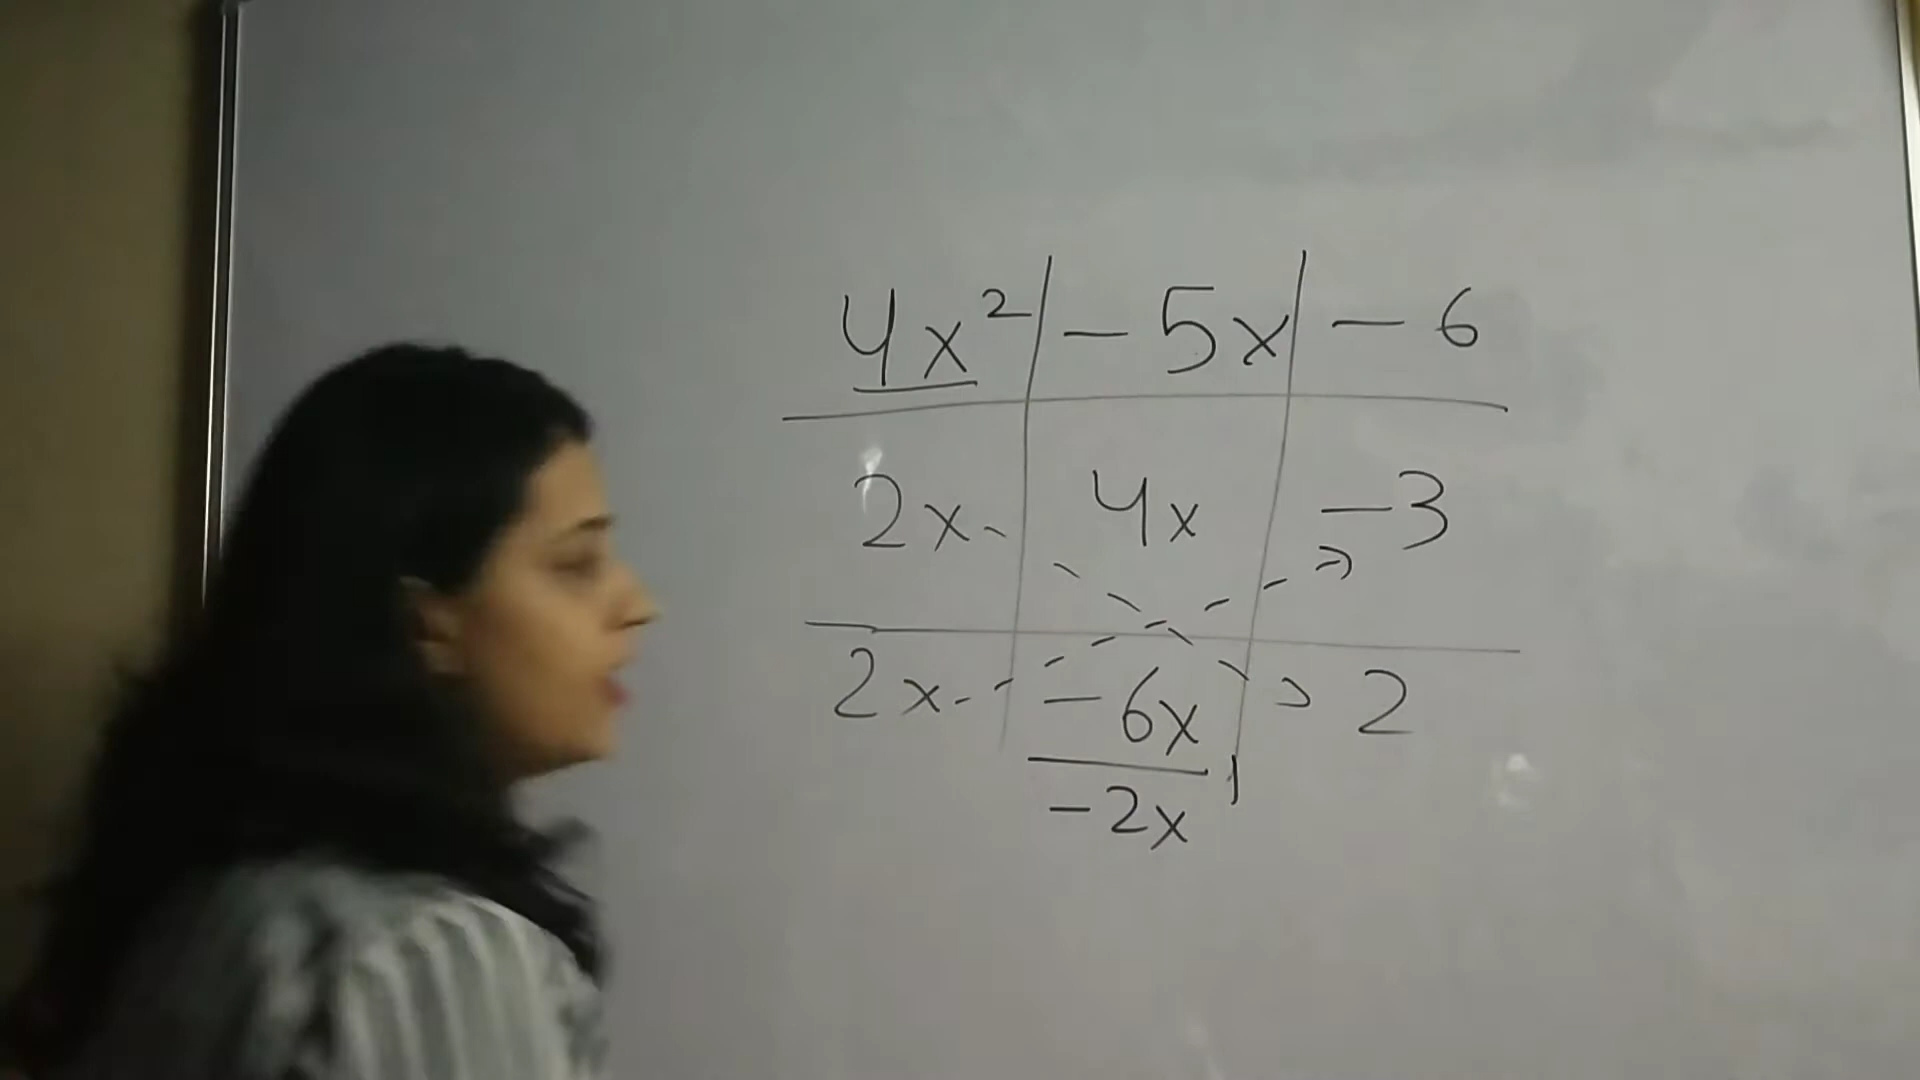 4x² | - 5x | - 6
2x 4x -3
2x -6x 2
-2x